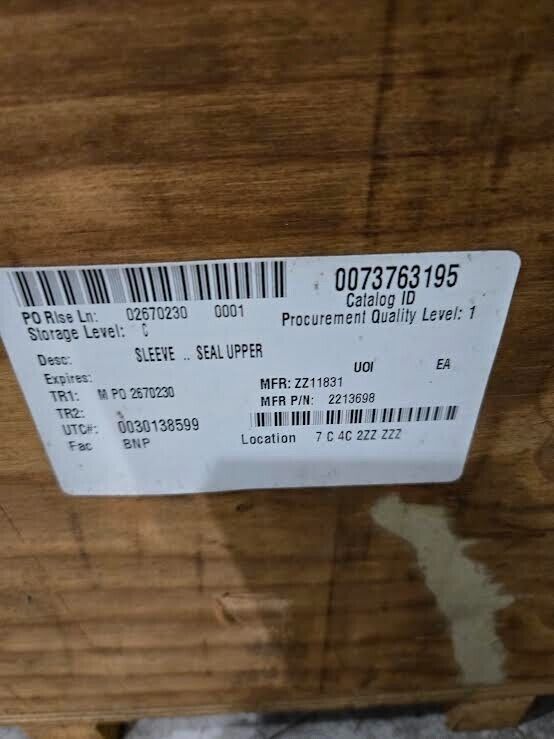 0073763195
Catalog ID
PO Rlse Ln: 02670230 0001
Procurement Quality Level: 1
Storage Level: C
Desc: SLEEVE .. SEAL UPPER
UOI EA
Expires:
MFR: ZZ11831
TR1: M PO 2670230
MFR P/N: 2213698
TR2:
UTC#: 0030138599
Fac BNP
Location 7 C 4C 2ZZ ZZZ